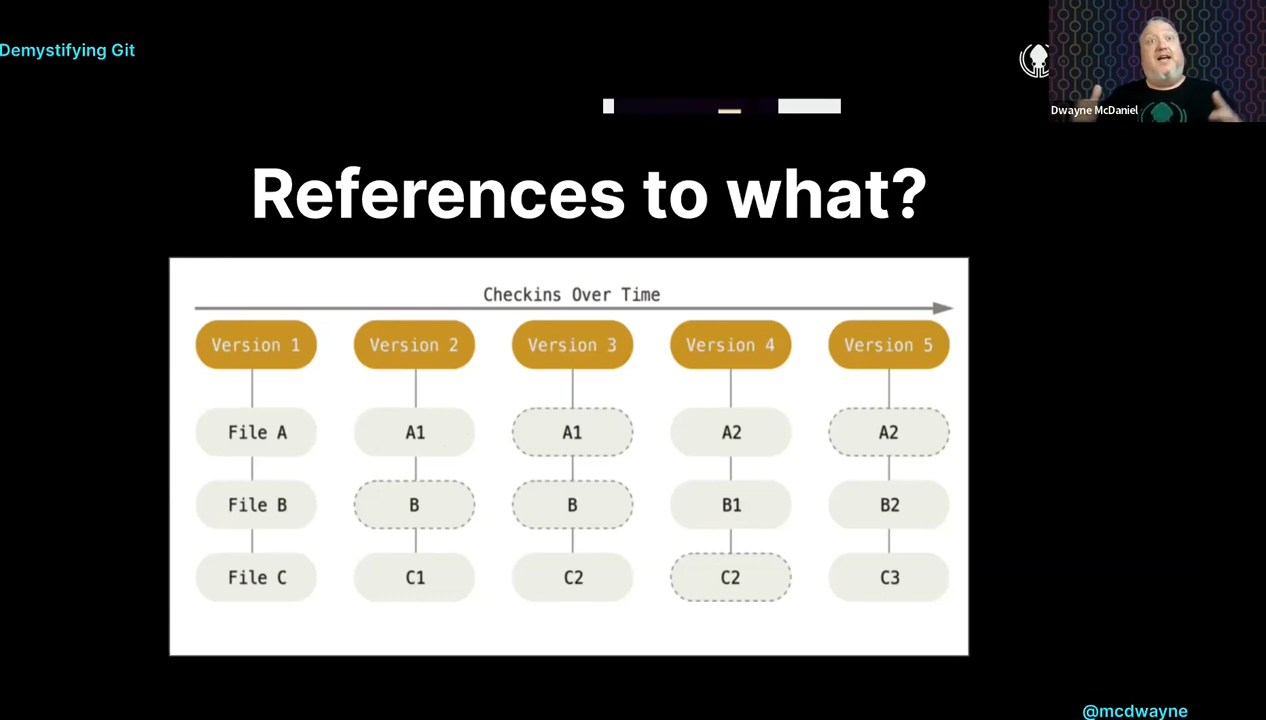 Demystifying Git
Dwayne McDaniel
References to what?
Checkins Over Time
Version 1 Version 2 Version 3 Version 4 Version 5
File A A1 A1 A2 A2
File B B B B1 B2
File C C1 C2 C2 C3
@mcdwayne